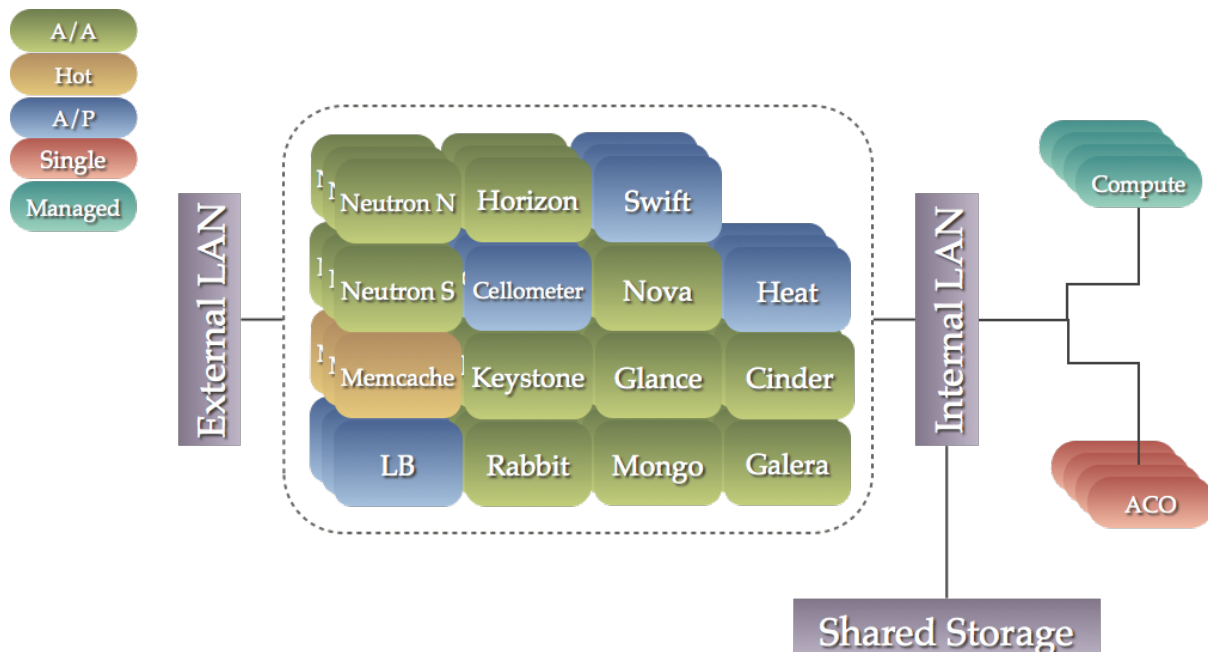 A/A
Hot
A/P
Single
Managed
External LAN
Neutron N
Horizon
Swift
Neutron S
Cellometer
Nova
Heat
Memcache
Keystone
Glance
Cinder
LB
Rabbit
Mongo
Galera
Internal LAN
Compute
ACO
Shared Storage